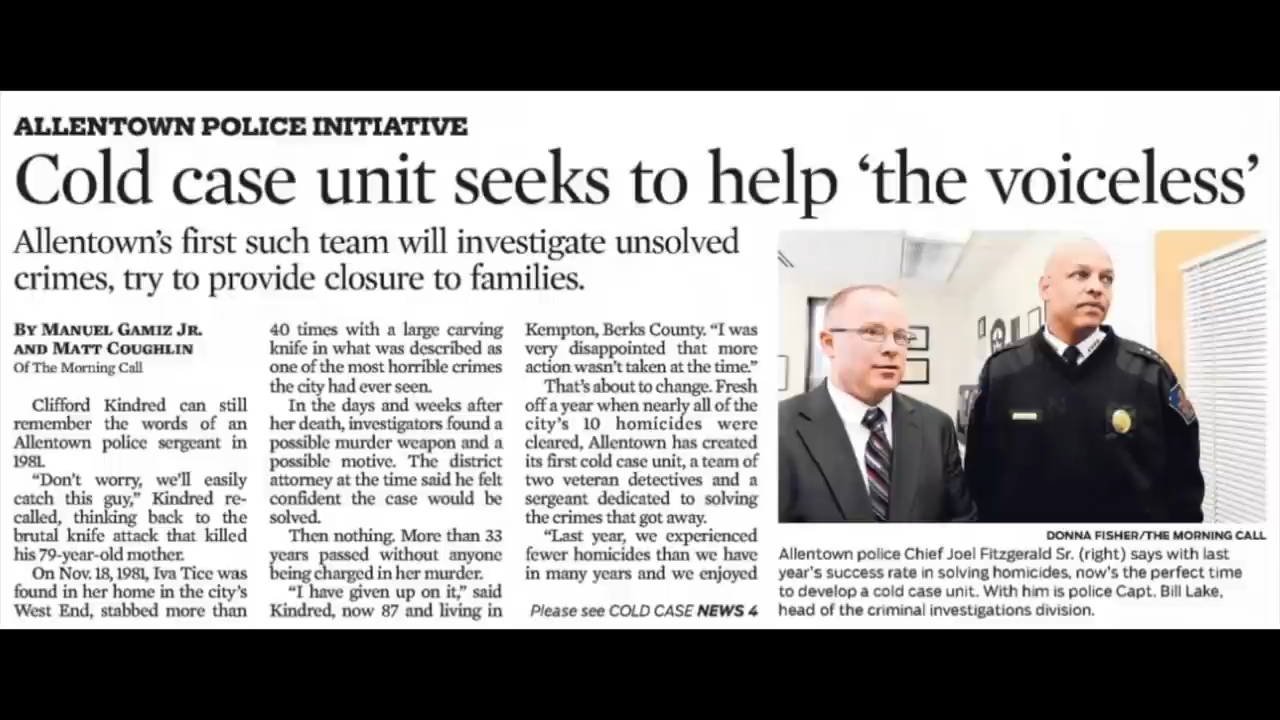 ALLENTOWN POLICE INITIATIVE
Cold case unit seeks to help ‘the voiceless’
Allentown’s first such team will investigate unsolved
crimes, try to provide closure to families.
BY MANUEL GAMIZ JR.
AND MATT COUGHLIN
Of The Morning Call
Clifford Kindred can still
remember the words of an
Allentown police sergeant in
1981.
“Don’t worry, we’ll easily
catch this guy,” Kindred re-
called, thinking back to the
brutal knife attack that killed
his 79-year-old mother.
On Nov. 18, 1981, Iva Tice was
found in her home in the city’s
West End, stabbed more than
40 times with a large carving
knife in what was described as
one of the most horrible crimes
the city had ever seen.
In the days and weeks after
her death, investigators found a
possible murder weapon and a
possible motive. The district
attorney at the time said he felt
confident the case would be
solved.
Then nothing. More than 33
years passed without anyone
being charged in her murder.
“I have given up on it,” said
Kindred, now 87 and living in
Kempton, Berks County. “I was
very disappointed that more
action wasn’t taken at the time.”
That’s about to change. Fresh
off a year when nearly all of the
city’s 10 homicides were
cleared, Allentown has created
its first cold case unit, a team of
two veteran detectives and a
sergeant dedicated to solving
the crimes that got away.
“Last year, we experienced
fewer homicides than we have
in many years and we enjoyed
Please see COLD CASE NEWS 4
DONNA FISHER/THE MORNING CALL
Allentown police Chief Joel Fitzgerald Sr. (right) says with last
year’s success rate in solving homicides, now’s the perfect time
to develop a cold case unit. With him is police Capt. Bill Lake,
head of the criminal investigations division.